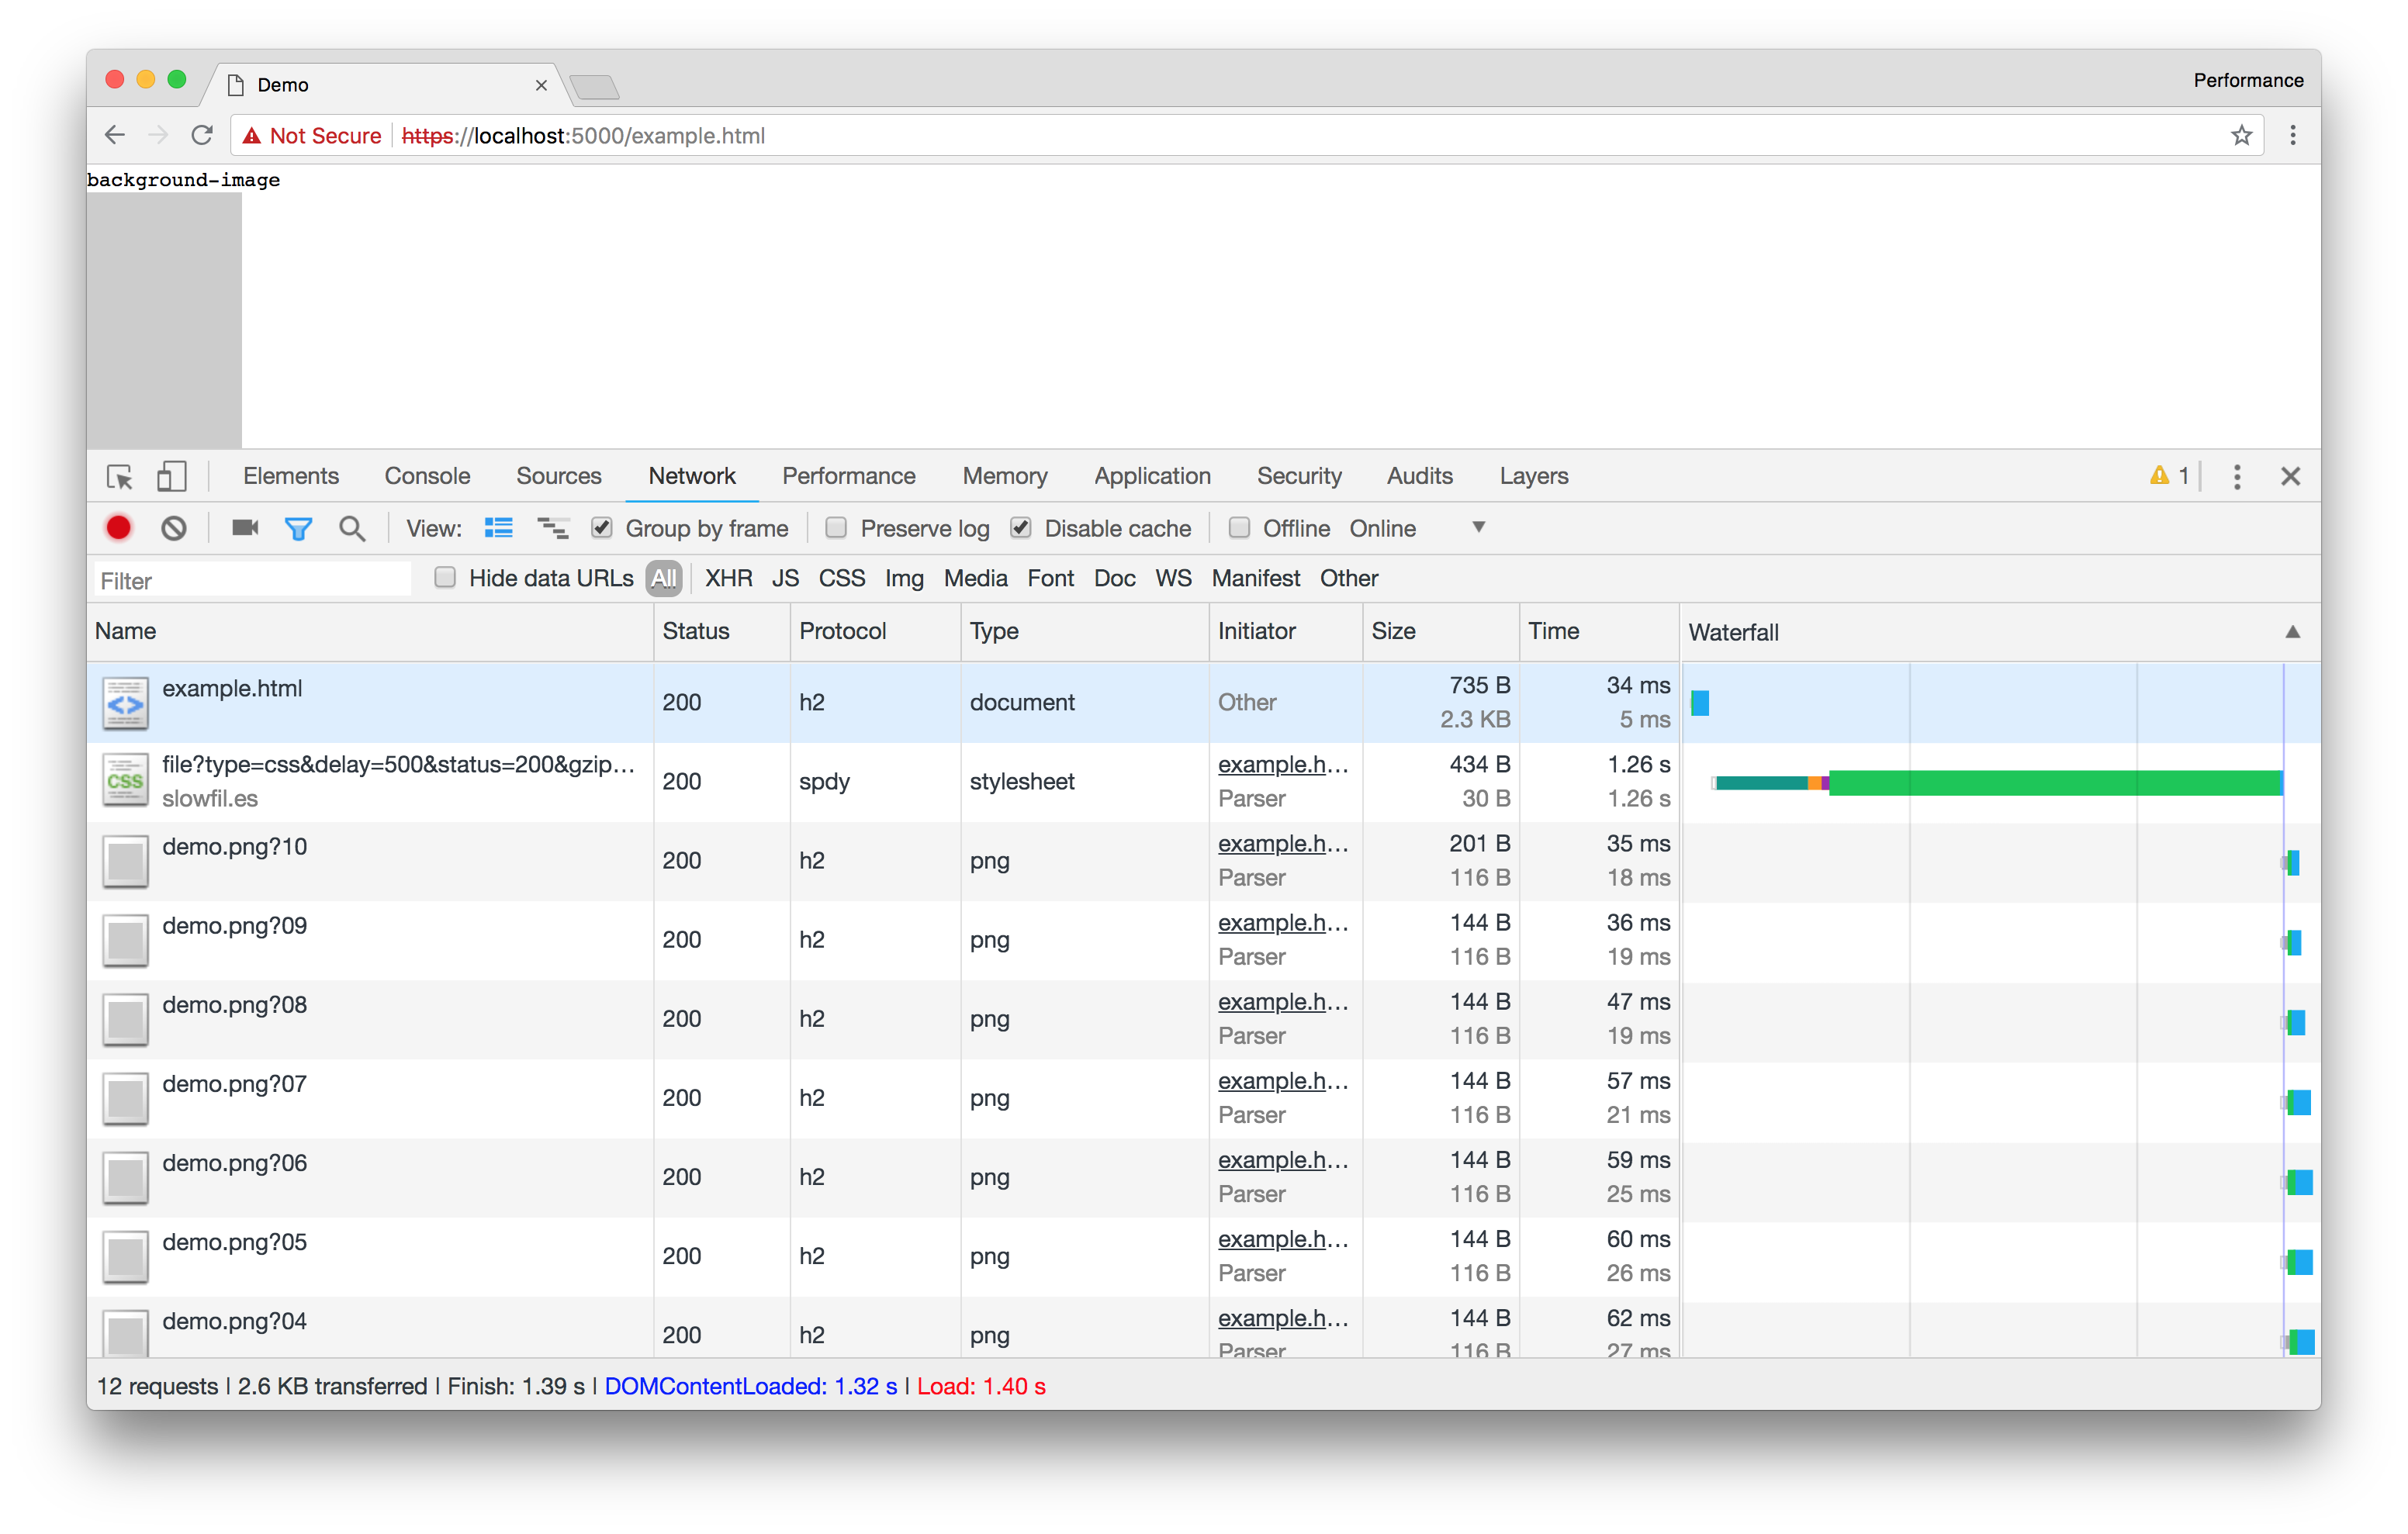 Demo
Performance
Not Secure https://localhost:5000/example.html
background-image
Elements Console Sources Network Performance Memory Application Security Audits Layers 1
View: Group by frame Preserve log Disable cache Offline Online
Filter Hide data URLs All XHR JS CSS Img Media Font Doc WS Manifest Other
Name Status Protocol Type Initiator Size Time Waterfall
example.html 200 h2 document Other 735 B 34 ms
2.3 KB 5 ms
file?type=css&delay=500&status=200&gzip... 200 spdy stylesheet example.h... 434 B 1.26 s
slowfil.es Parser 30 B 1.26 s
demo.png?10 200 h2 png example.h... 201 B 35 ms
Parser 116 B 18 ms
demo.png?09 200 h2 png example.h... 144 B 36 ms
Parser 116 B 19 ms
demo.png?08 200 h2 png example.h... 144 B 47 ms
Parser 116 B 19 ms
demo.png?07 200 h2 png example.h... 144 B 57 ms
Parser 116 B 21 ms
demo.png?06 200 h2 png example.h... 144 B 59 ms
Parser 116 B 25 ms
demo.png?05 200 h2 png example.h... 144 B 60 ms
Parser 116 B 26 ms
demo.png?04 200 h2 png example.h... 144 B 62 ms
Parser 116 B 27 ms
12 requests | 2.6 KB transferred | Finish: 1.39 s | DOMContentLoaded: 1.32 s | Load: 1.40 s